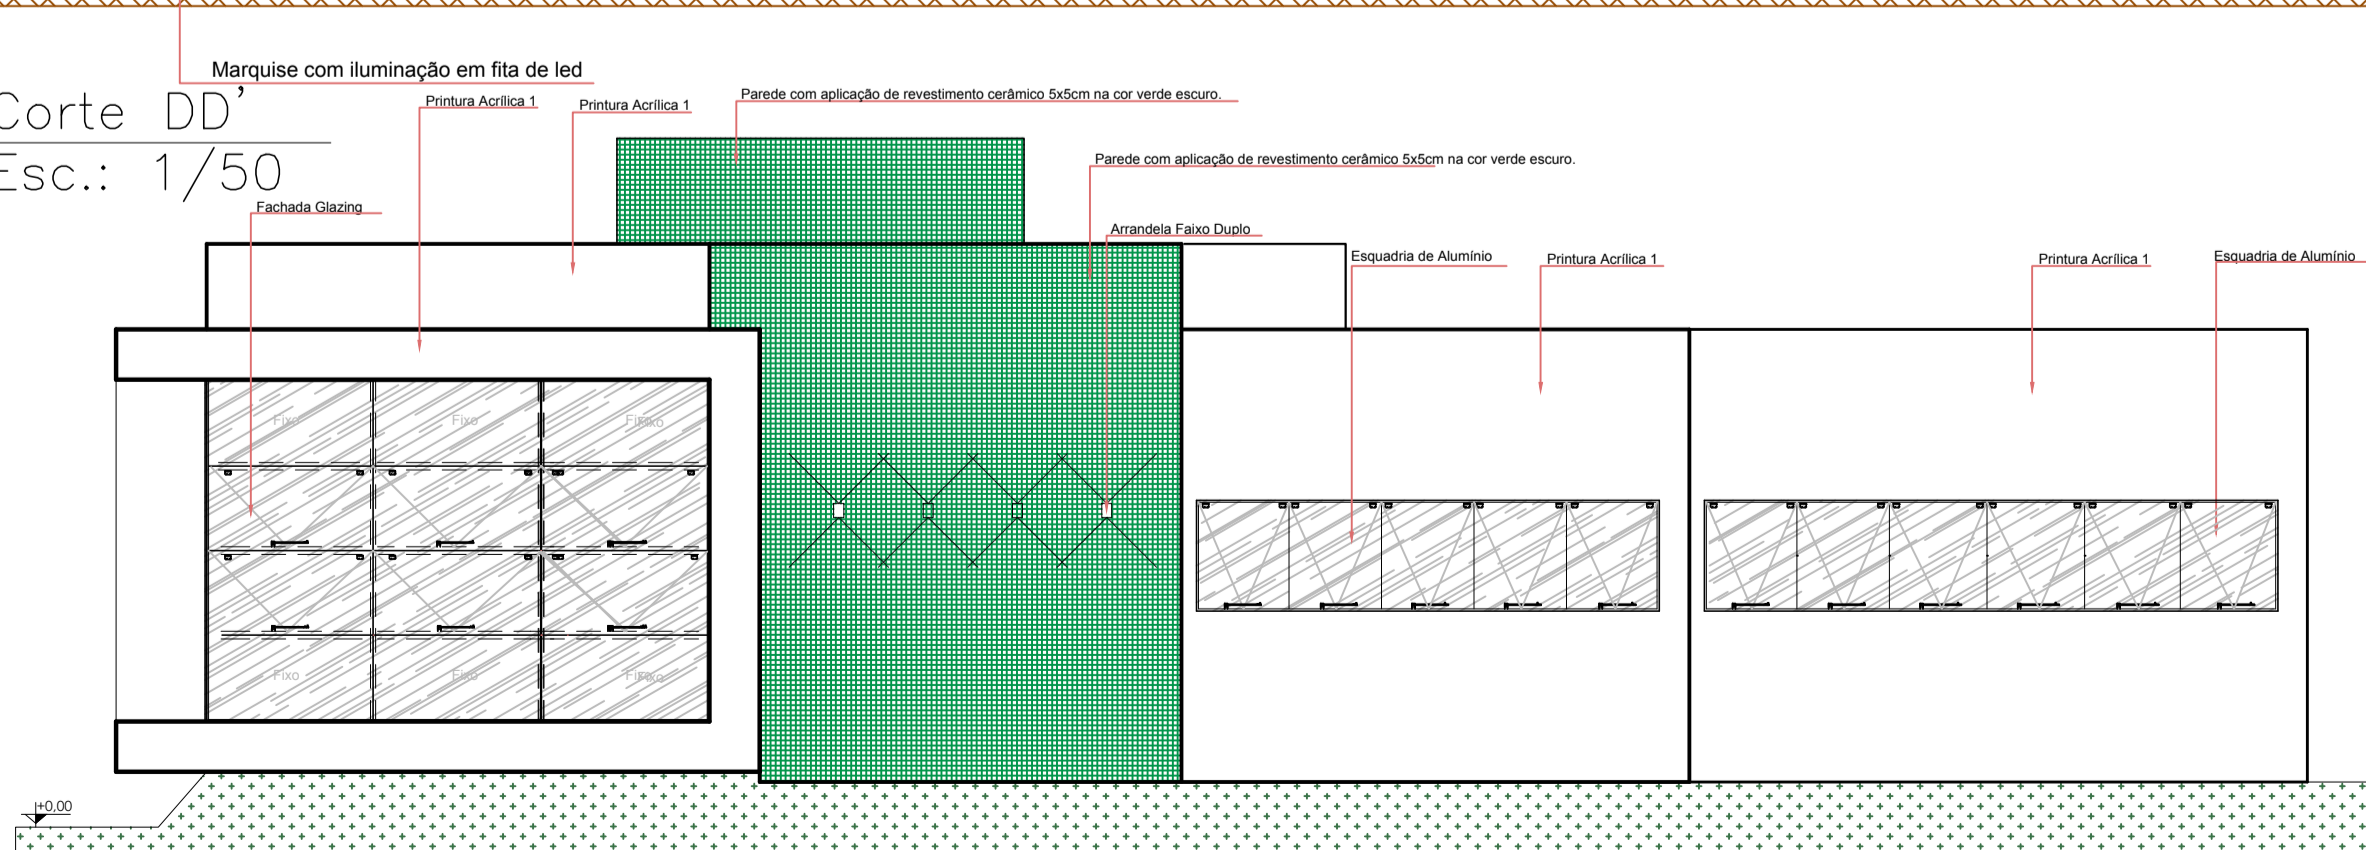 Marquise com iluminação em fita de led
Corte DD'
Esc.: 1/50
Printura Acrílica 1
Printura Acrílica 1
Parede com aplicação de revestimento cerâmico 5x5cm na cor verde escuro.
Parede com aplicação de revestimento cerâmico 5x5cm na cor verde escuro.
Fachada Glazing
Arrandela Faixo Duplo
Esquadria de Alumínio
Printura Acrílica 1
Printura Acrílica 1
Esquadria de Alumínio
Fixo
Fixo
Fixo
Fixo
Fixo
Fixo
Fixo
Fixo
+0,00